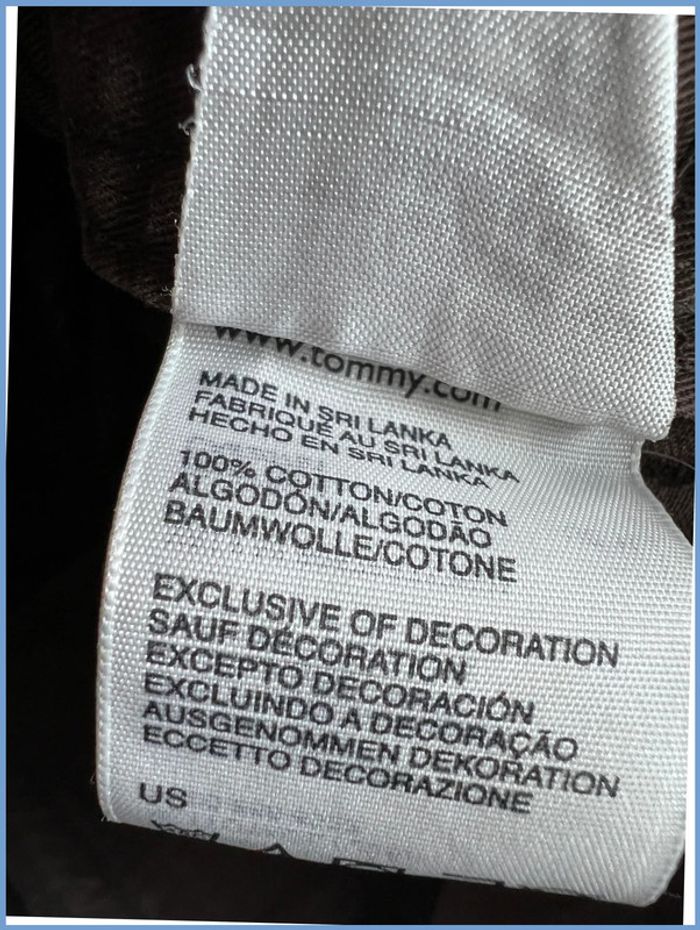 www.tommy.com
MADE IN SRI LANKA
FABRIQUÉ AU SRI LANKA
HECHO EN SRI LANKA
100% COTTON/COTON
ALGODÓN/ALGODÃO
BAUMWOLLE/COTONE
EXCLUSIVE OF DECORATION
SAUF DÉCORATION
EXCEPTO DECORACIÓN
EXCLUINDO A DECORAÇÃO
AUSGENOMMEN DEKORATION
ECCETTO DECORAZIONE
US